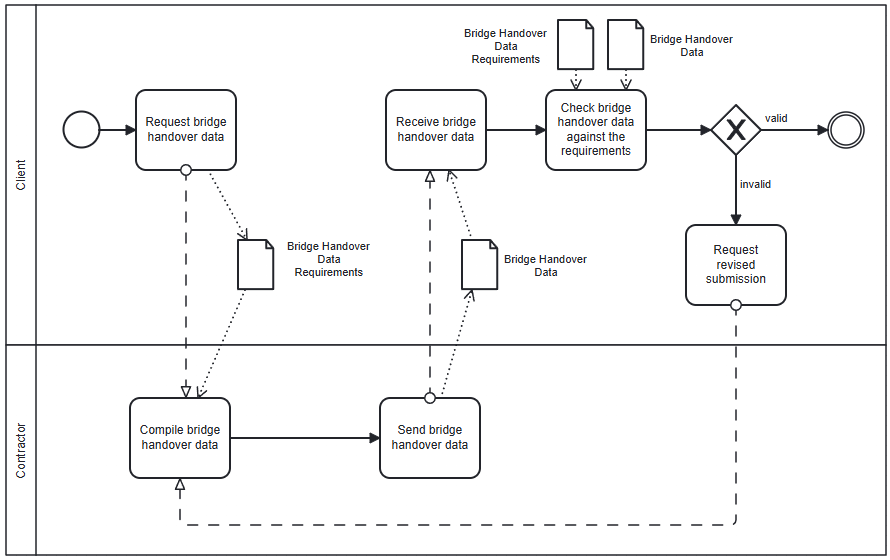 Client
Request bridge
handover data
Bridge Handover
Data
Requirements
Receive bridge
handover data
Bridge Handover
Data
Bridge Handover
Data
Requirements
Bridge Handover
Data
Check bridge
handover data
against the
requirements
X
valid
invalid
Request
revised
submission
Contractor
Compile bridge
handover data
Send bridge
handover data